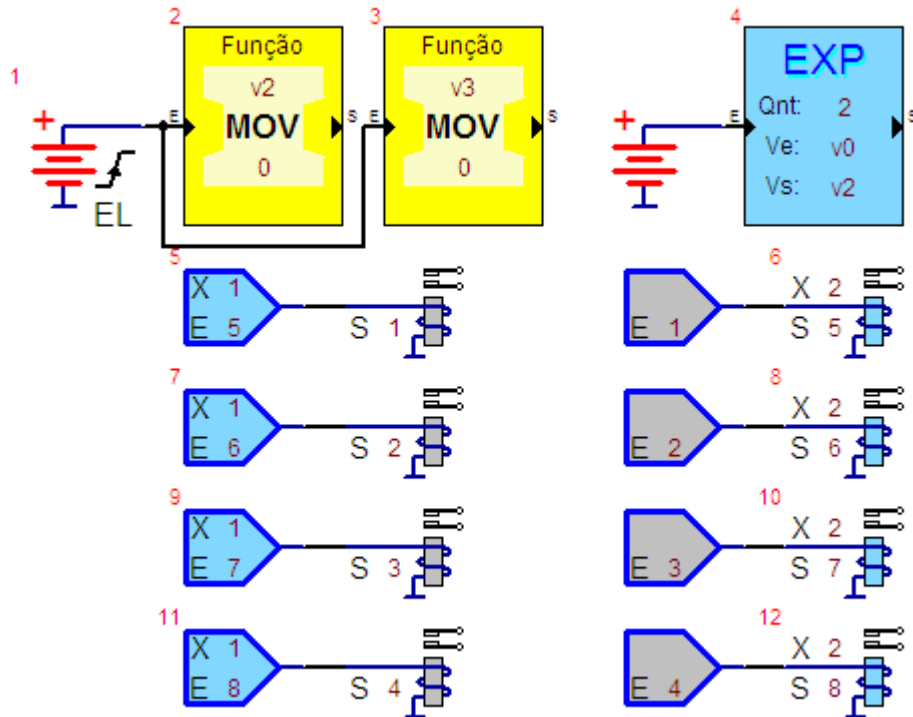 1
+
EL
2
Função
v2
E MOV S
0
3
Função
v3
E MOV S
0
+
4
EXP
E Qnt: 2 S
Ve: v0
Vs: v2
5
X 1
E 5 S 1
6
X 2
E 1 S 5
7
X 1
E 6 S 2
8
X 2
E 2 S 6
9
X 1
E 7 S 3
10
X 2
E 3 S 7
11
X 1
E 8 S 4
12
X 2
E 4 S 8